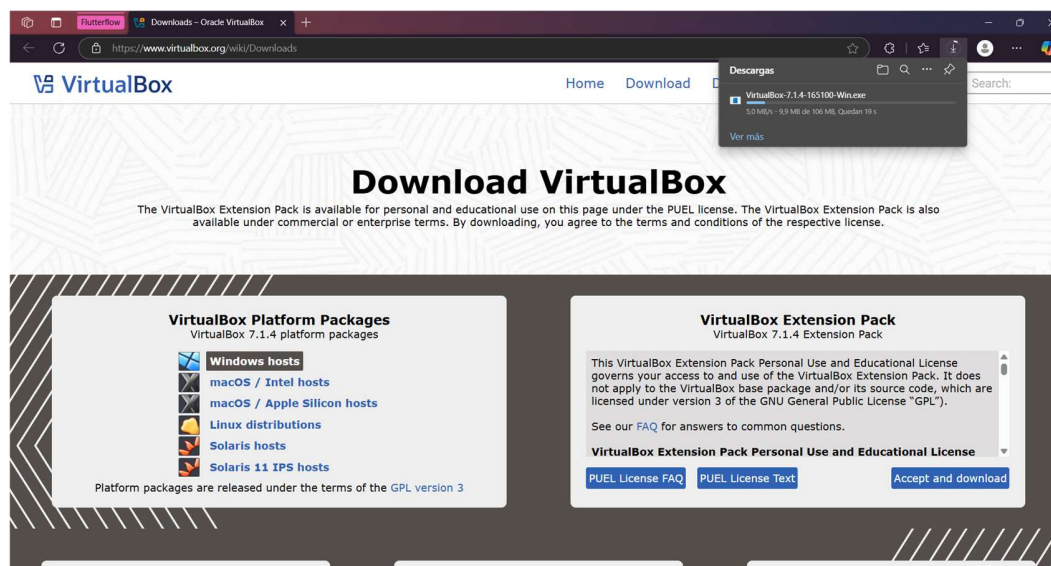 Flutterflow
Downloads – Oracle VirtualBox
https://www.virtualbox.org/wiki/Downloads
VirtualBox
Home Download
Search:
Descargas
VirtualBox-7.1.4-165100-Win.exe
5,0 MB/s - 9,9 MB de 106 MB, Quedan 19 s
Ver más
Download VirtualBox
The VirtualBox Extension Pack is available for personal and educational use on this page under the PUEL license. The VirtualBox Extension Pack is also
available under commercial or enterprise terms. By downloading, you agree to the terms and conditions of the respective license.
VirtualBox Platform Packages
VirtualBox 7.1.4 platform packages
Windows hosts
macOS / Intel hosts
macOS / Apple Silicon hosts
Linux distributions
Solaris hosts
Solaris 11 IPS hosts
Platform packages are released under the terms of the GPL version 3
VirtualBox Extension Pack
VirtualBox 7.1.4 Extension Pack
This VirtualBox Extension Pack Personal Use and Educational License
governs your access to and use of the VirtualBox Extension Pack. It does
not apply to the VirtualBox base package and/or its source code, which are
licensed under version 3 of the GNU General Public License “GPL”).
See our FAQ for answers to common questions.
VirtualBox Extension Pack Personal Use and Educational License
PUEL License FAQ PUEL License Text Accept and download